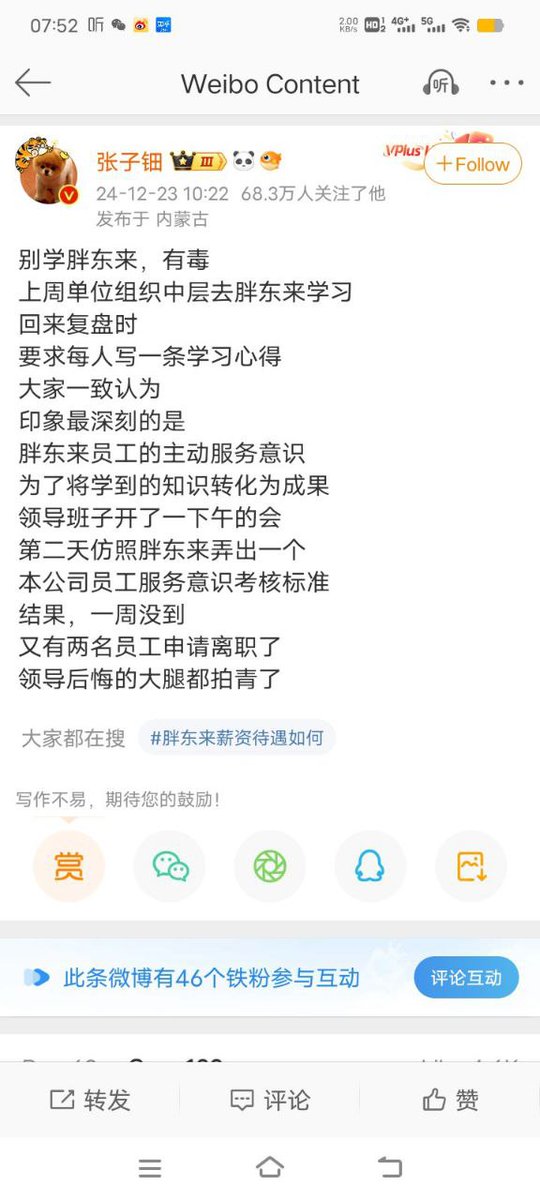 07:52 听
2.00 KB/s HD 1 2 4G+ 5G
Weibo Content
听
张子钿 III
VPlus
+Follow
24-12-23 10:22 68.3万人关注了他
发布于 内蒙古
别学胖东来，有毒
上周单位组织中层去胖东来学习
回来复盘时
要求每人写一条学习心得
大家一致认为
印象最深刻的是
胖东来员工的主动服务意识
为了将学到的知识转化为成果
领导班子开了一下午的会
第二天仿照胖东来弄出一个
本公司员工服务意识考核标准
结果，一周没到
又有两名员工申请离职了
领导后悔的大腿都拍青了
大家都在搜 #胖东来薪资待遇如何
写作不易，期待您的鼓励！
赏
此条微博有46个铁粉参与互动
评论互动
转发 评论 赞